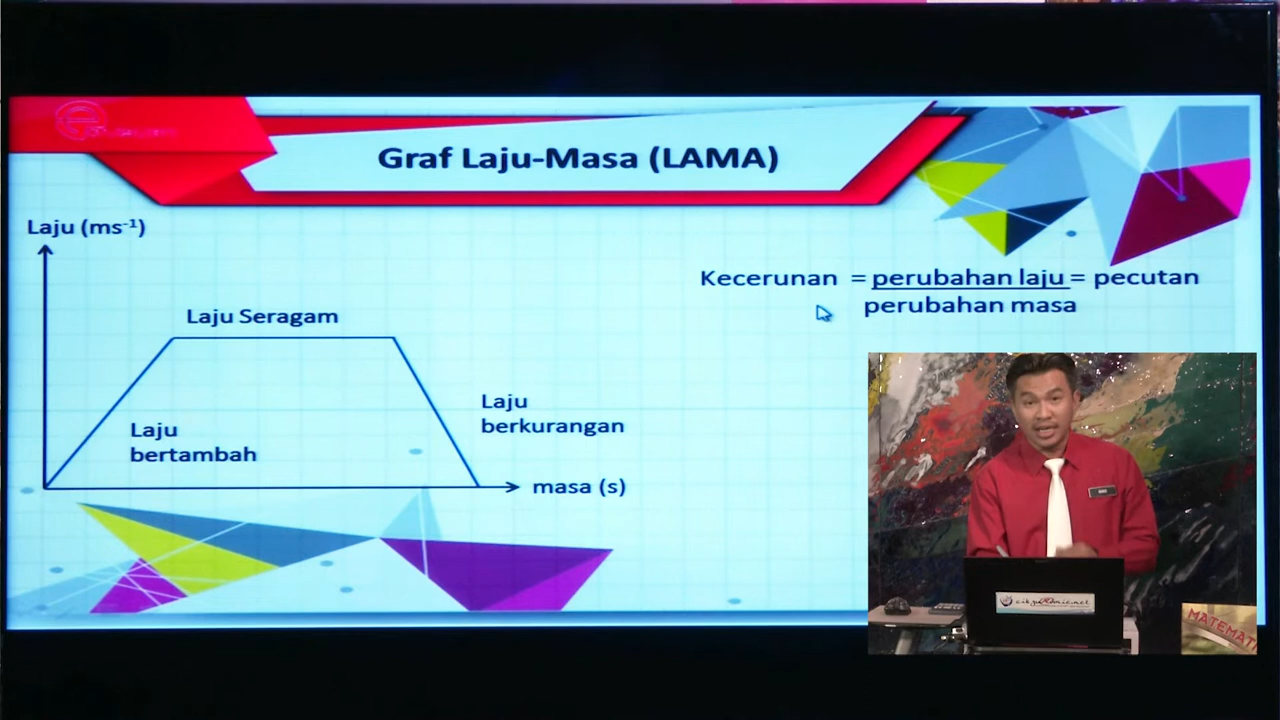 Graf Laju-Masa (LAMA)
Laju (ms⁻¹)
Laju Seragam
Laju
bertambah
Laju
berkurangan
masa (s)
Kecerunan = perubahan laju = pecutan
perubahan masa
MATEMAT